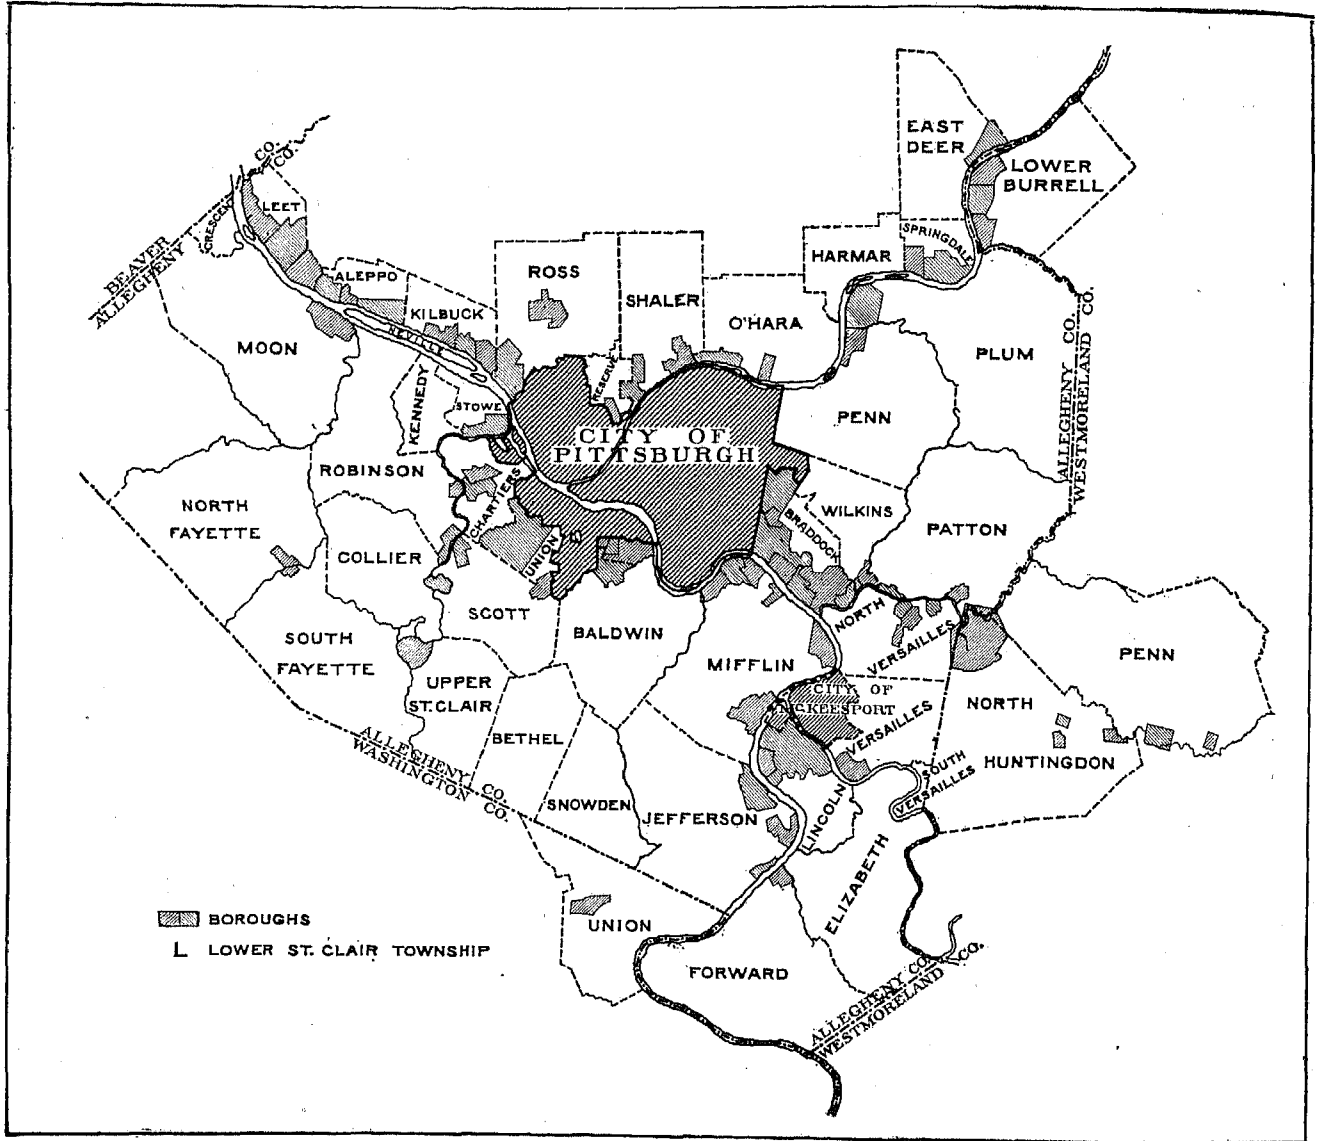 EAST
DEER
LOWER
BURRELL
CO.
CO.
LEET
CRESCEN
BEAVER
ALLEGHENY
ALEPPO
KILBUCK
NEVILLE
ROSS
SHALER
O'HARA
HARMAR
SPRINGDALE
MOON
PLUM
ALLEGHENY CO.
WESTMORELAND CO.
KENNEDY
STOWE
RESERVE
PENN
CITY OF
PITTSBURGH
ROBINSON
CHARTIERS
NORTH
FAYETTE
WILKINS
BRADDOCK
PATTON
COLLIER
UNION
L
SCOTT
BALDWIN
SOUTH
FAYETTE
UPPER
ST. CLAIR
MIFFLIN
NORTH
VERSAILLES
PENN
CITY OF
MCKEESPORT
VERSAILLES
NORTH
HUNTINGDON
BETHEL
ALLEGHENY CO.
WASHINGTON CO.
SNOWDEN
JEFFERSON
LINCOLN
SOUTH
VERSAILLES
ELIZABETH
BOROUGHS
L LOWER ST. CLAIR TOWNSHIP
UNION
FORWARD
ALLEGHENY CO.
WESTMORELAND CO.